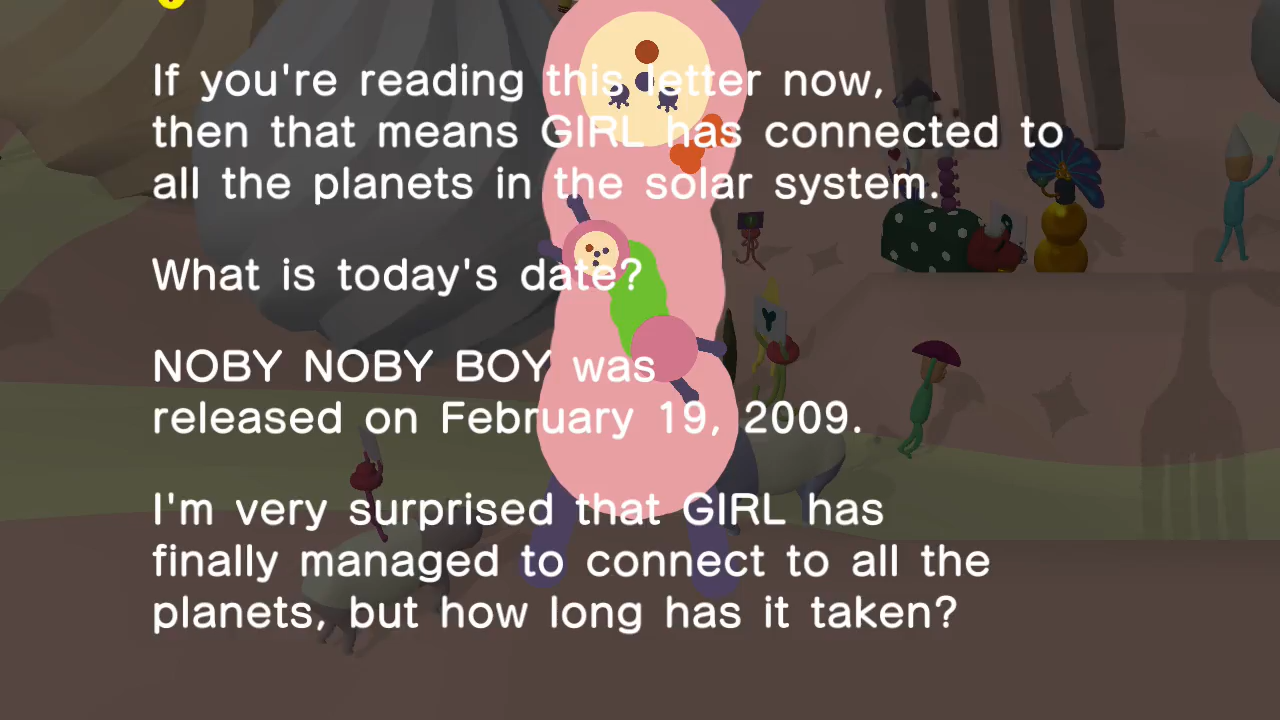 If you're reading this letter now,
then that means GIRL has connected to
all the planets in the solar system.
What is today's date?
NOBY NOBY BOY was
released on February 19, 2009.
I'm very surprised that GIRL has
finally managed to connect to all the
planets, but how long has it taken?